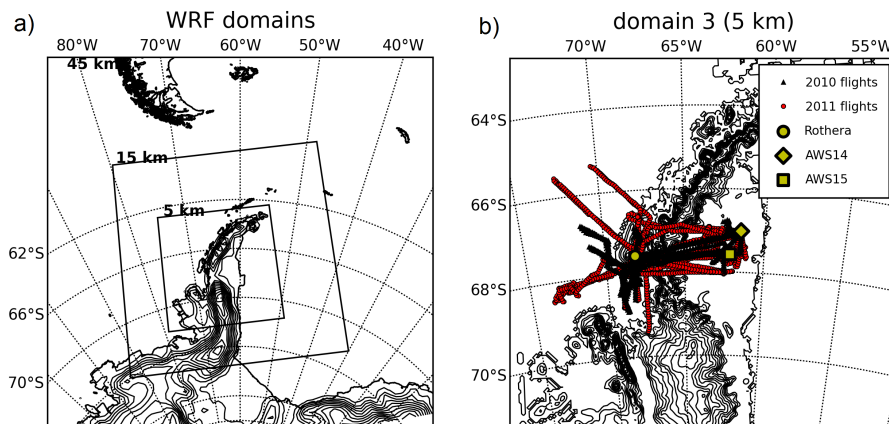 a)
WRF domains
80°W 70°W 60°W 50°W 40°W
45 km
15 km
5 km
62°S
66°S
70°S
b)
domain 3 (5 km)
70°W 65°W 60°W 55°W
2010 flights
2011 flights
Rothera
AWS14
AWS15
64°S
66°S
68°S
70°S